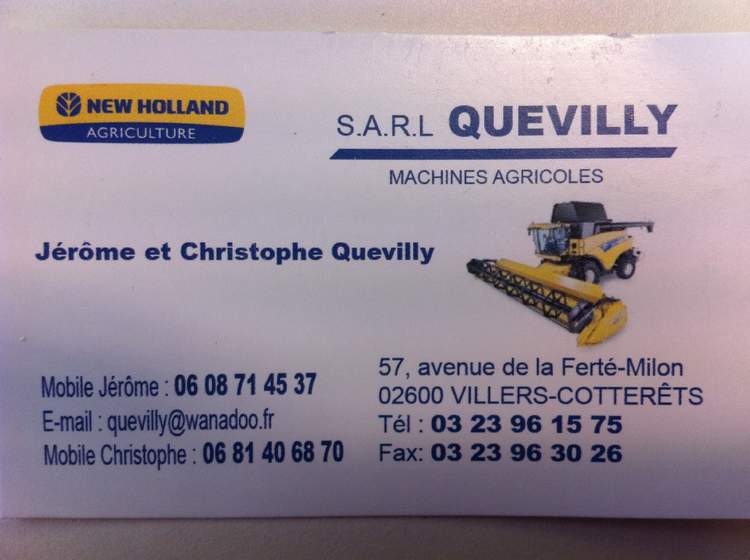 NEW HOLLAND
AGRICULTURE
S.A.R.L QUEVILLY
MACHINES AGRICOLES
Jérôme et Christophe Quevilly
Mobile Jérôme : 06 08 71 45 37
E-mail : quevilly@wanadoo.fr
Mobile Christophe : 06 81 40 68 70
57, avenue de la Ferté-Milon
02600 VILLERS-COTTERÊTS
Tél : 03 23 96 15 75
Fax: 03 23 96 30 26